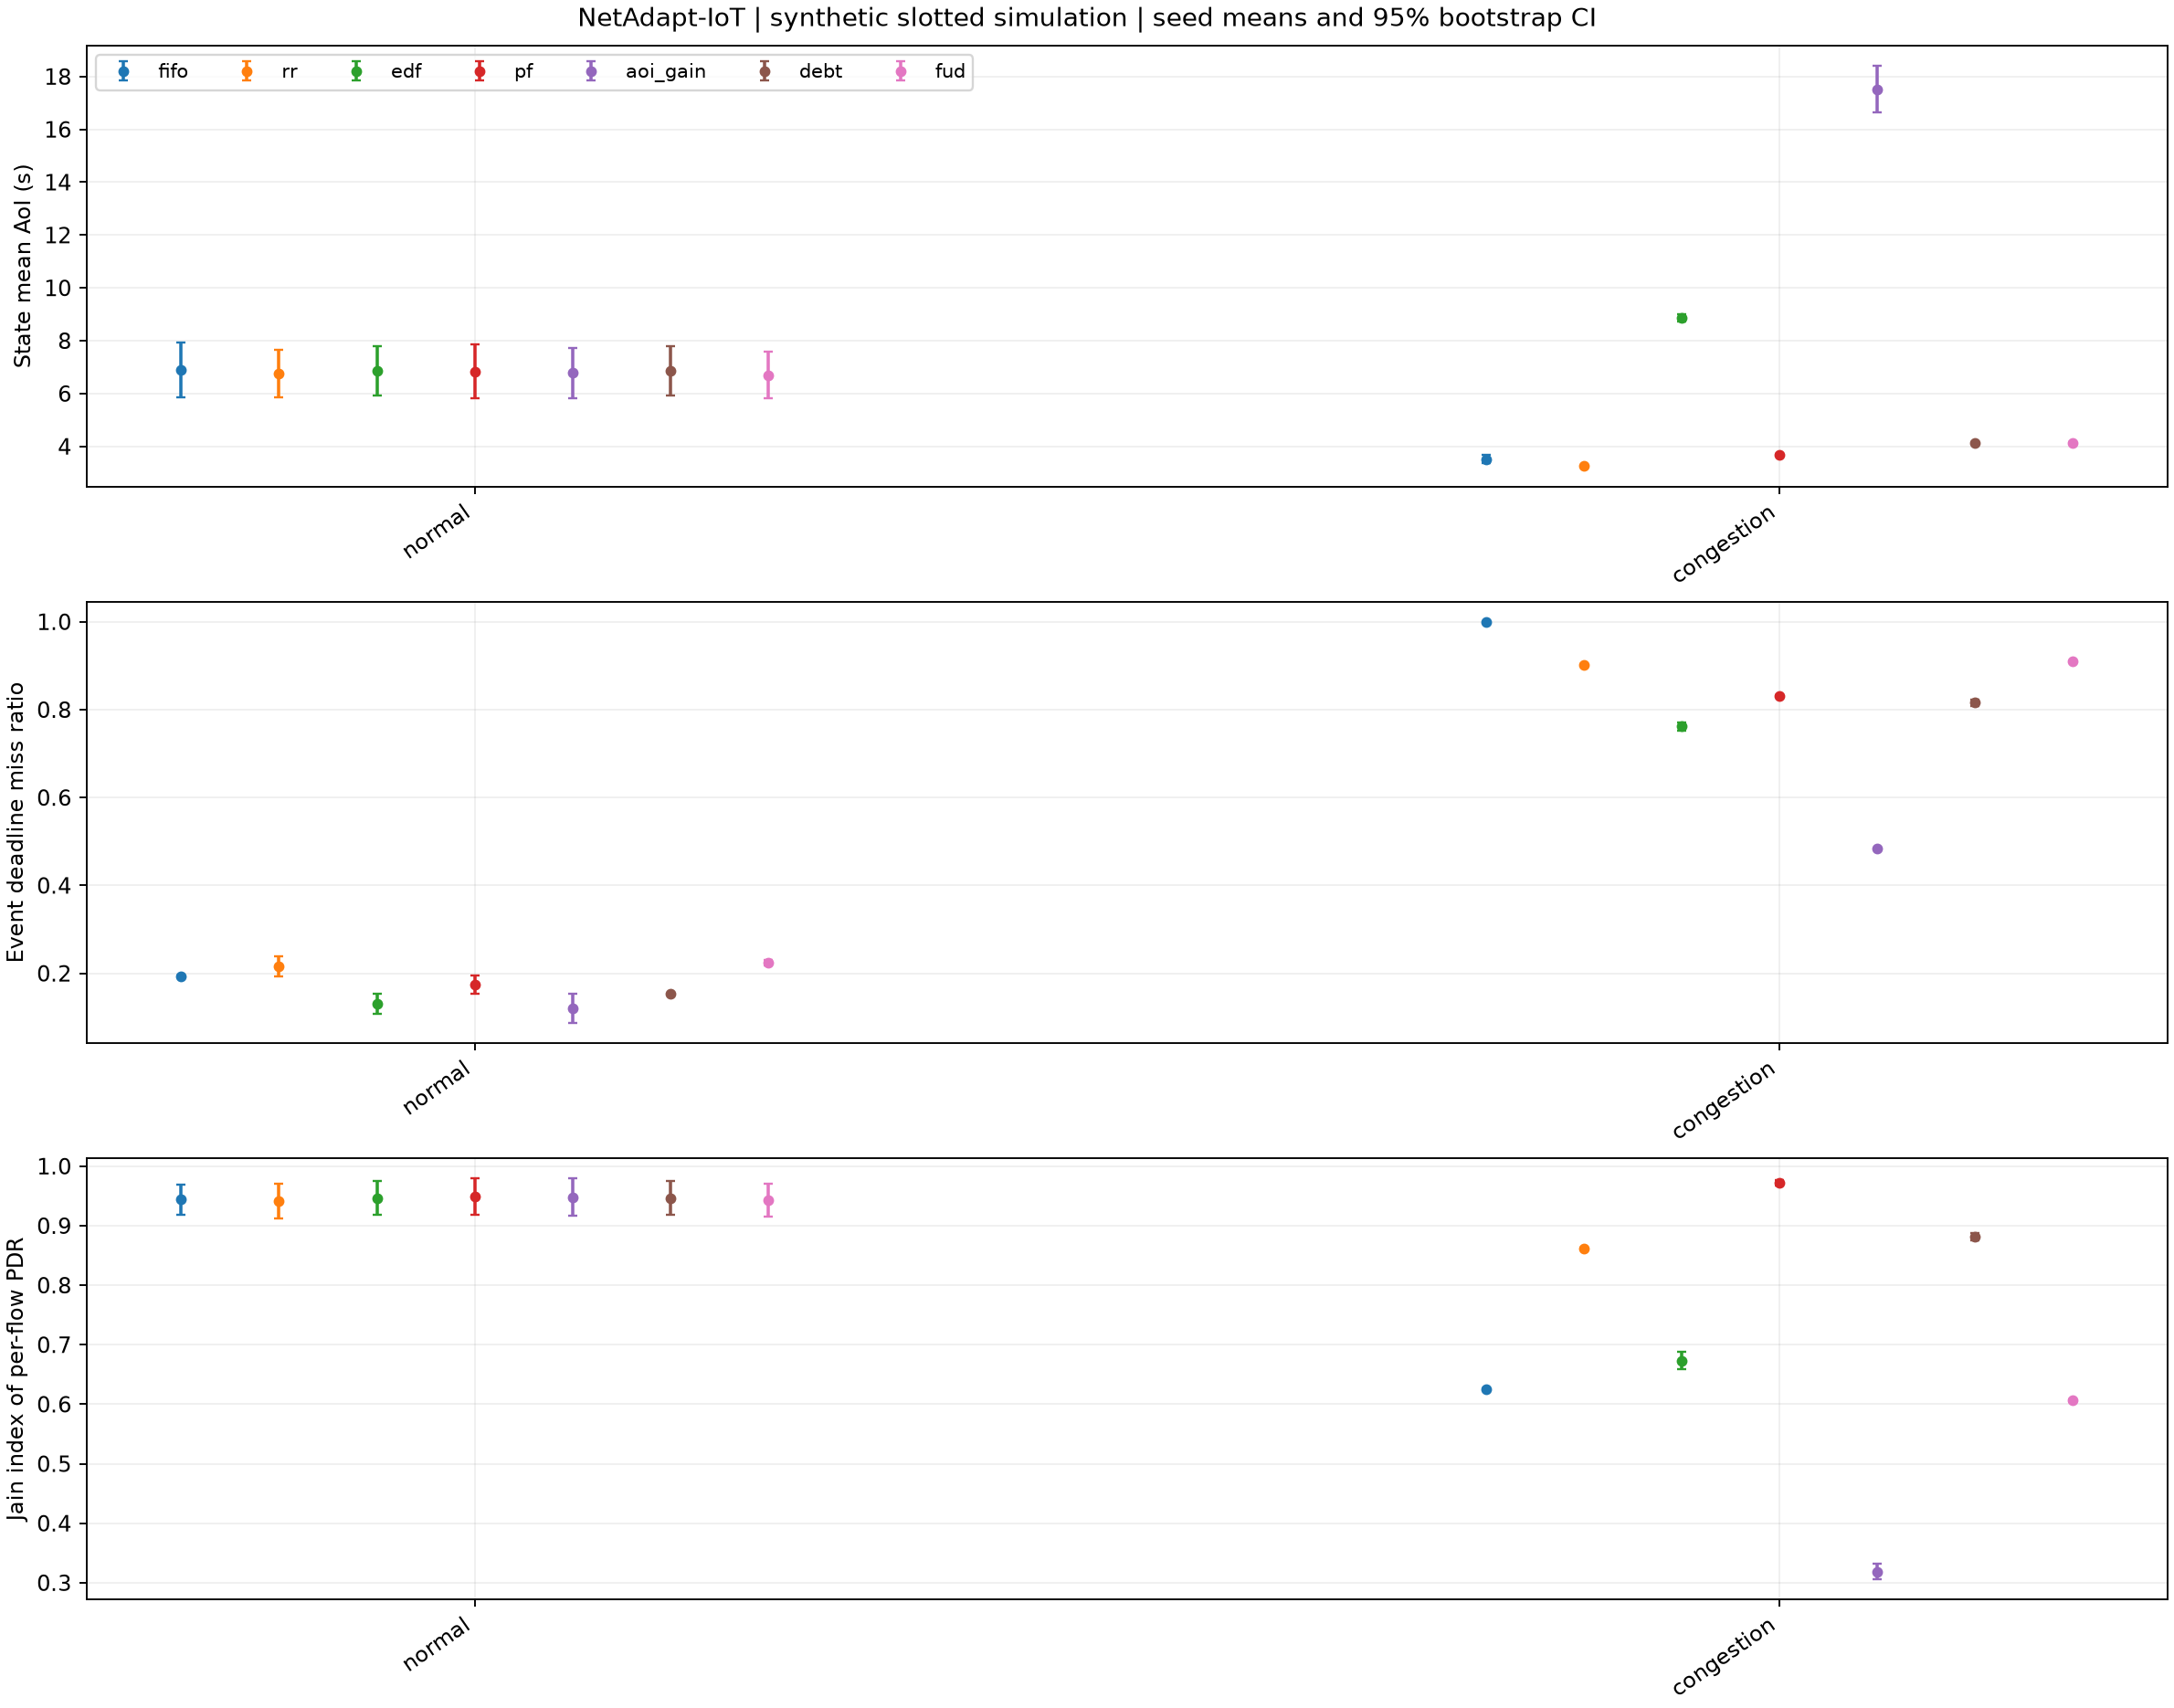 NetAdapt-IoT | synthetic slotted simulation | seed means and 95% bootstrap CI
fifo rr edf pf aoi_gain debt fud
State mean AoI (s)
18
16
14
12
10
8
6
4
normal congestion
Event deadline miss ratio
1.0
0.8
0.6
0.4
0.2
normal congestion
Jain index of per-flow PDR
1.0
0.9
0.8
0.7
0.6
0.5
0.4
0.3
normal congestion